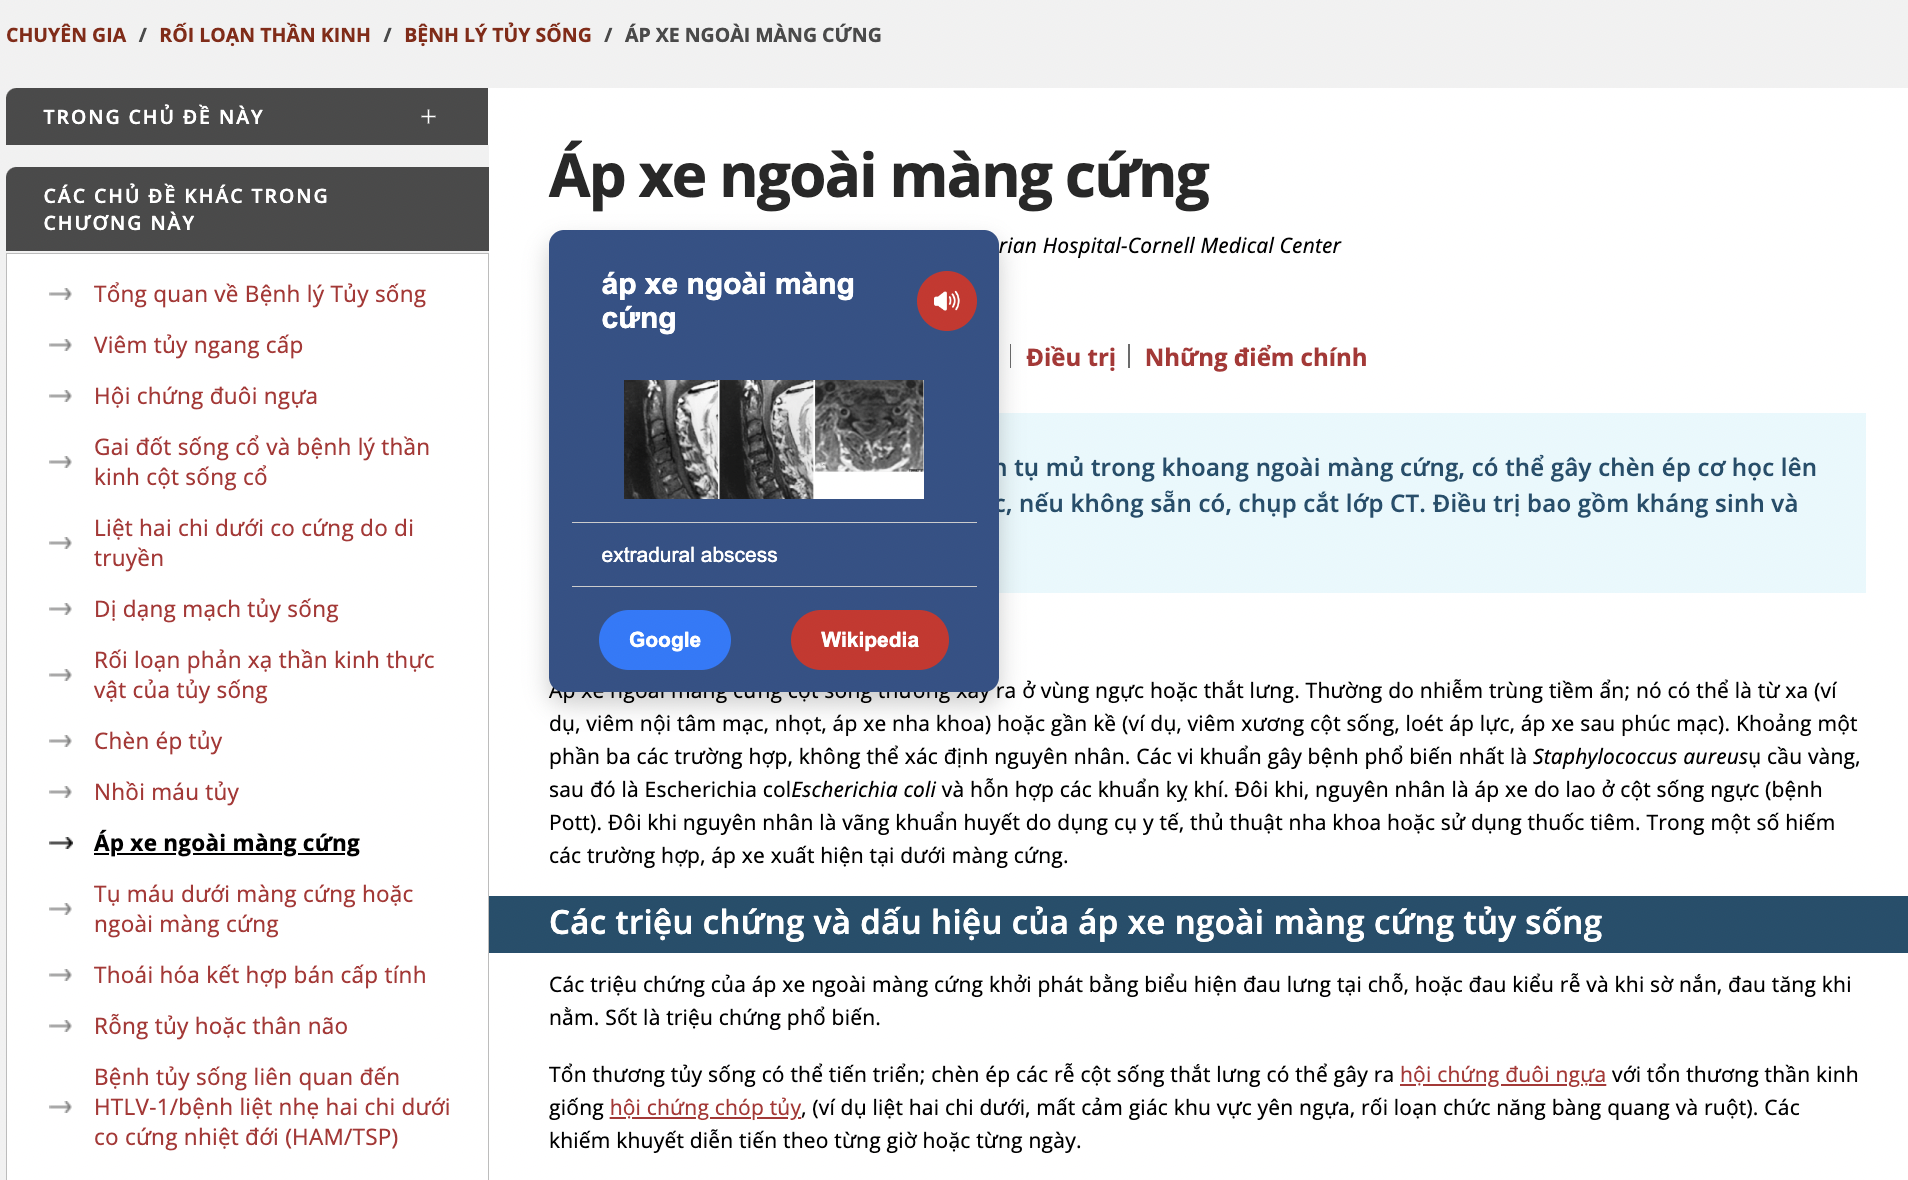 CHUYÊN GIA / RỐI LOẠN THẦN KINH / BỆNH LÝ TỦY SỐNG / ÁP XE NGOÀI MÀNG CỨNG
TRONG CHỦ ĐỀ NÀY +
CÁC CHỦ ĐỀ KHÁC TRONG
CHƯƠNG NÀY
Tổng quan về Bệnh lý Tủy sống
Viêm tủy ngang cấp
Hội chứng đuôi ngựa
Gai đốt sống cổ và bệnh lý thần
kinh cột sống cổ
Liệt hai chi dưới co cứng do di
truyền
Dị dạng mạch tủy sống
Rối loạn phản xạ thần kinh thực
vật của tủy sống
Chèn ép tủy
Nhồi máu tủy
Áp xe ngoài màng cứng
Tụ máu dưới màng cứng hoặc
ngoài màng cứng
Thoái hóa kết hợp bán cấp tính
Rỗng tủy hoặc thân não
Bệnh tủy sống liên quan đến
HTLV-1/bệnh liệt nhẹ hai chi dưới
co cứng nhiệt đới (HAM/TSP)
Áp xe ngoài màng cứng
rian Hospital-Cornell Medical Center
áp xe ngoài màng
cứng
extradural abscess
Google Wikipedia
| Điều trị | Những điểm chính
tụ mủ trong khoang ngoài màng cứng, có thể gây chèn ép cơ học lên
, nếu không sẵn có, chụp cắt lớp CT. Điều trị bao gồm kháng sinh và
Áp xe ngoài màng cứng cột sống thường xảy ra ở vùng ngực hoặc thắt lưng. Thường do nhiễm trùng tiềm ẩn; nó có thể là từ xa (ví
dụ, viêm nội tâm mạc, nhọt, áp xe nha khoa) hoặc gần kề (ví dụ, viêm xương cột sống, loét áp lực, áp xe sau phúc mạc). Khoảng một
phần ba các trường hợp, không thể xác định nguyên nhân. Các vi khuẩn gây bệnh phổ biến nhất là Staphylococcus aureusụ cầu vàng,
sau đó là Escherichia colEscherichia coli và hỗn hợp các khuẩn kỵ khí. Đôi khi, nguyên nhân là áp xe do lao ở cột sống ngực (bệnh
Pott). Đôi khi nguyên nhân là vãng khuẩn huyết do dụng cụ y tế, thủ thuật nha khoa hoặc sử dụng thuốc tiêm. Trong một số hiếm
các trường hợp, áp xe xuất hiện tại dưới màng cứng.
Các triệu chứng và dấu hiệu của áp xe ngoài màng cứng tủy sống
Các triệu chứng của áp xe ngoài màng cứng khởi phát bằng biểu hiện đau lưng tại chỗ, hoặc đau kiểu rễ và khi sờ nắn, đau tăng khi
nằm. Sốt là triệu chứng phổ biến.
Tổn thương tủy sống có thể tiến triển; chèn ép các rễ cột sống thắt lưng có thể gây ra hội chứng đuôi ngựa với tổn thương thần kinh
giống hội chứng chóp tủy, (ví dụ liệt hai chi dưới, mất cảm giác khu vực yên ngựa, rối loạn chức năng bàng quang và ruột). Các
khiếm khuyết diễn tiến theo từng giờ hoặc từng ngày.